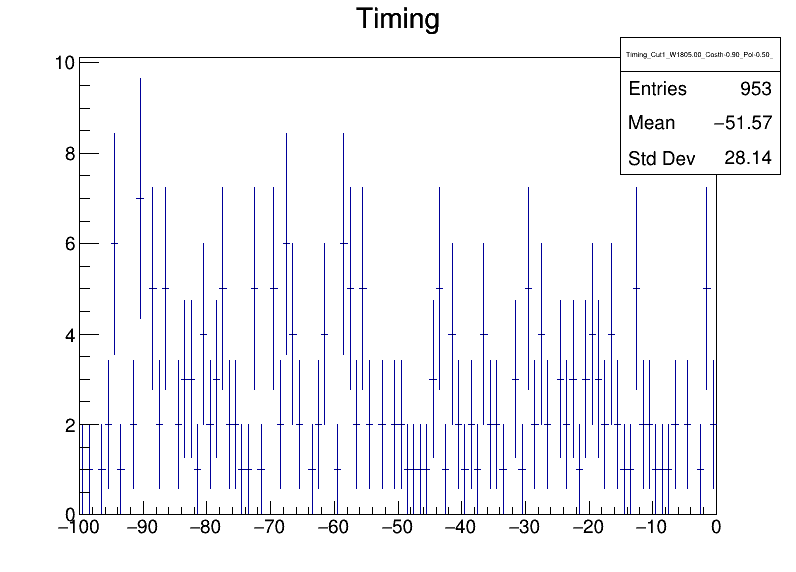 Timing
Timing_Cut1_W1805.00_Costh-0.90_Pol-0.50_
Entries 953
Mean −51.57
Std Dev 28.14
10
8
6
4
2
0
−100 −90 −80 −70 −60 −50 −40 −30 −20 −10 0